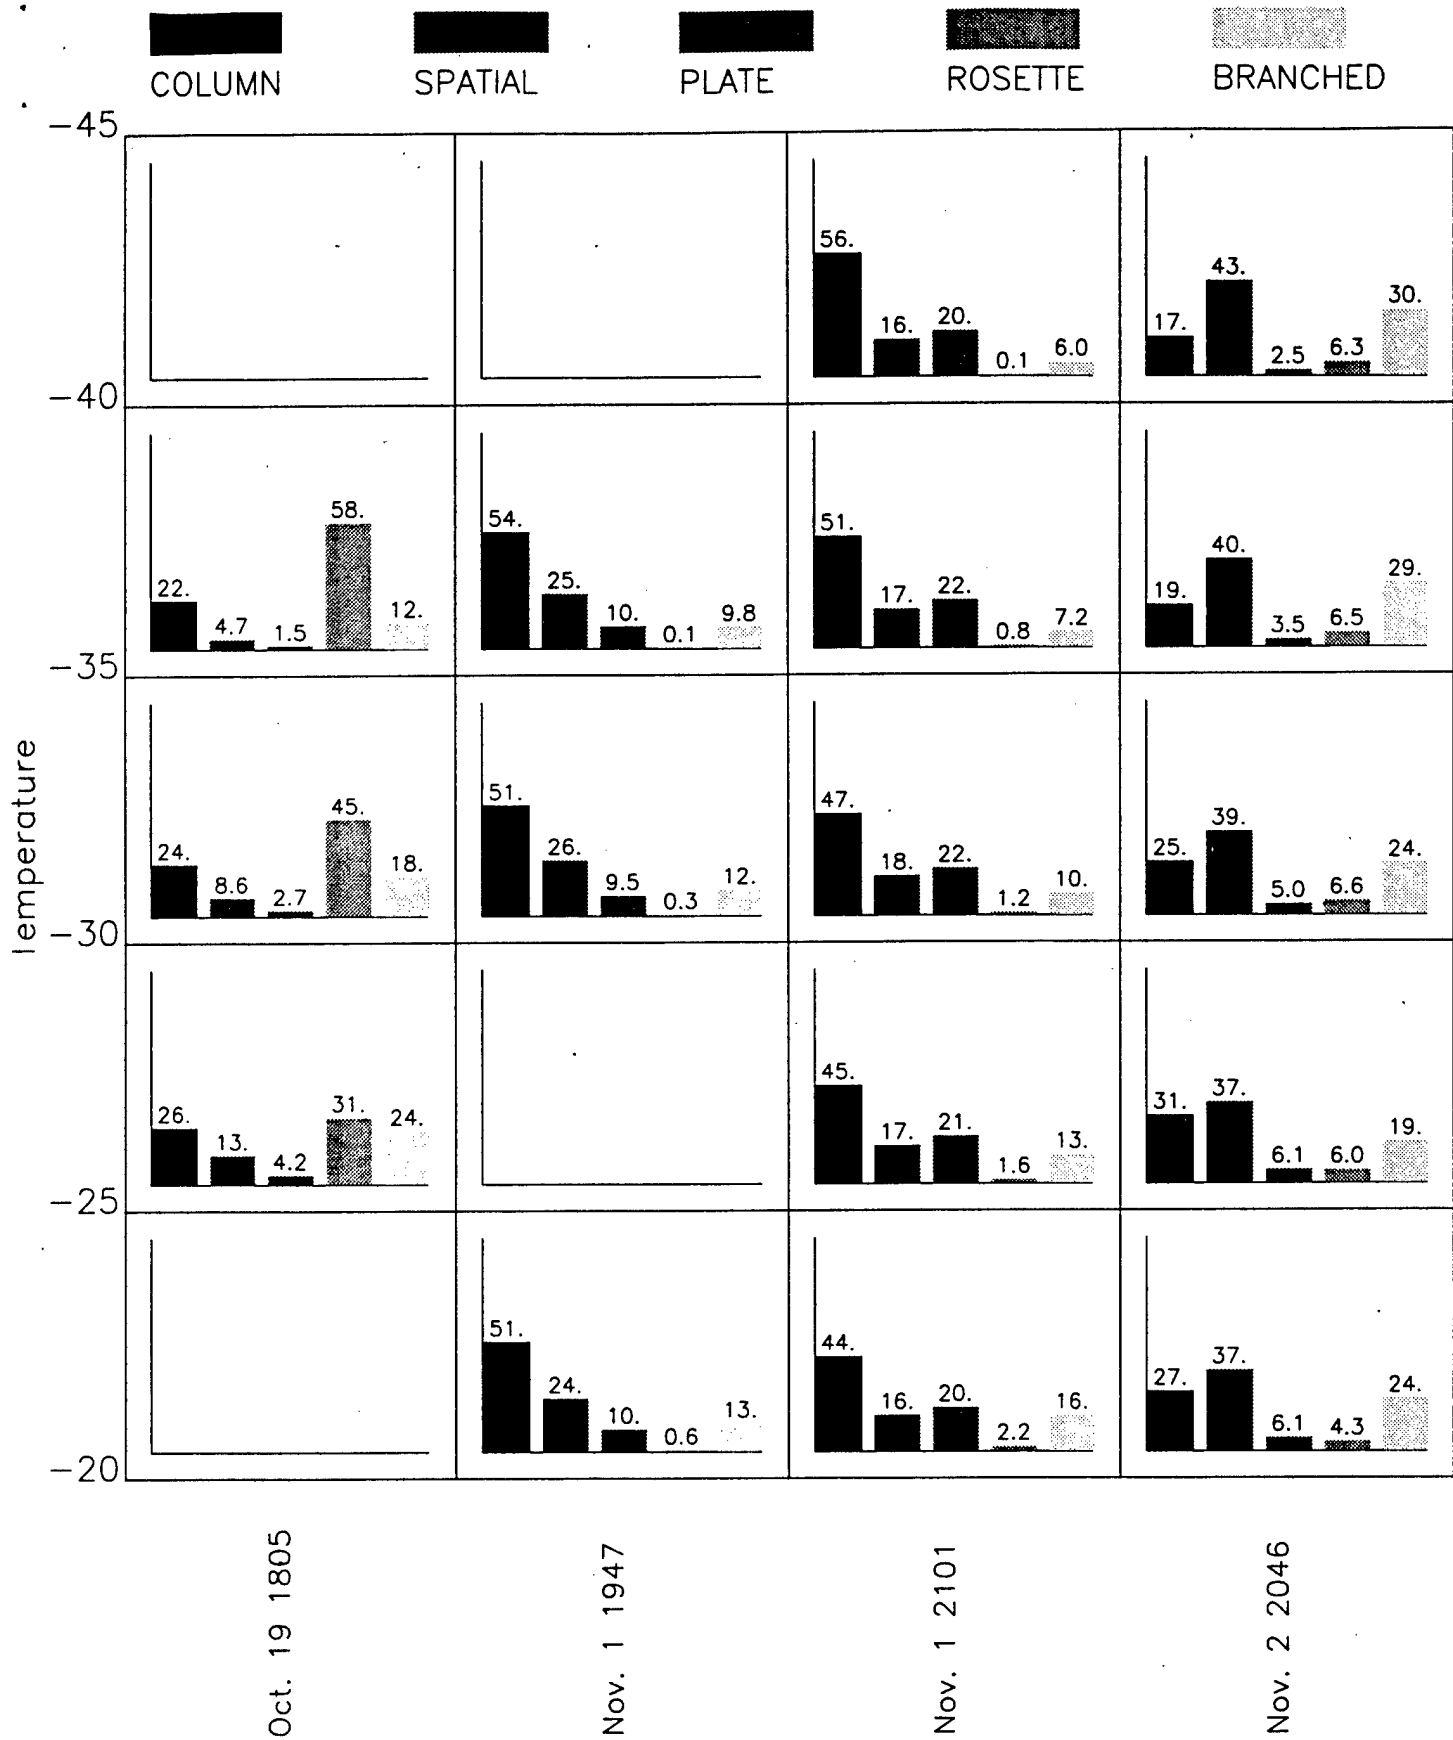 COLUMN SPATIAL PLATE ROSETTE BRANCHED
-45
56. 16. 20. 0.1 6.0
17. 43. 2.5 6.3 30.
-40
22. 4.7 1.5 58. 12.
54. 25. 10. 0.1 9.8
51. 17. 22. 0.8 7.2
19. 40. 3.5 6.5 29.
-35
Temperature
24. 8.6 2.7 45. 18.
51. 26. 9.5 0.3 12.
47. 18. 22. 1.2 10.
25. 39. 5.0 6.6 24.
-30
26. 13. 4.2 31. 24.
45. 17. 21. 1.6 13.
31. 37. 6.1 6.0 19.
-25
51. 24. 10. 0.6 13.
44. 16. 20. 2.2 16.
27. 37. 6.1 4.3 24.
-20
Oct. 19 1805
Nov. 1 1947
Nov. 1 2101
Nov. 2 2046